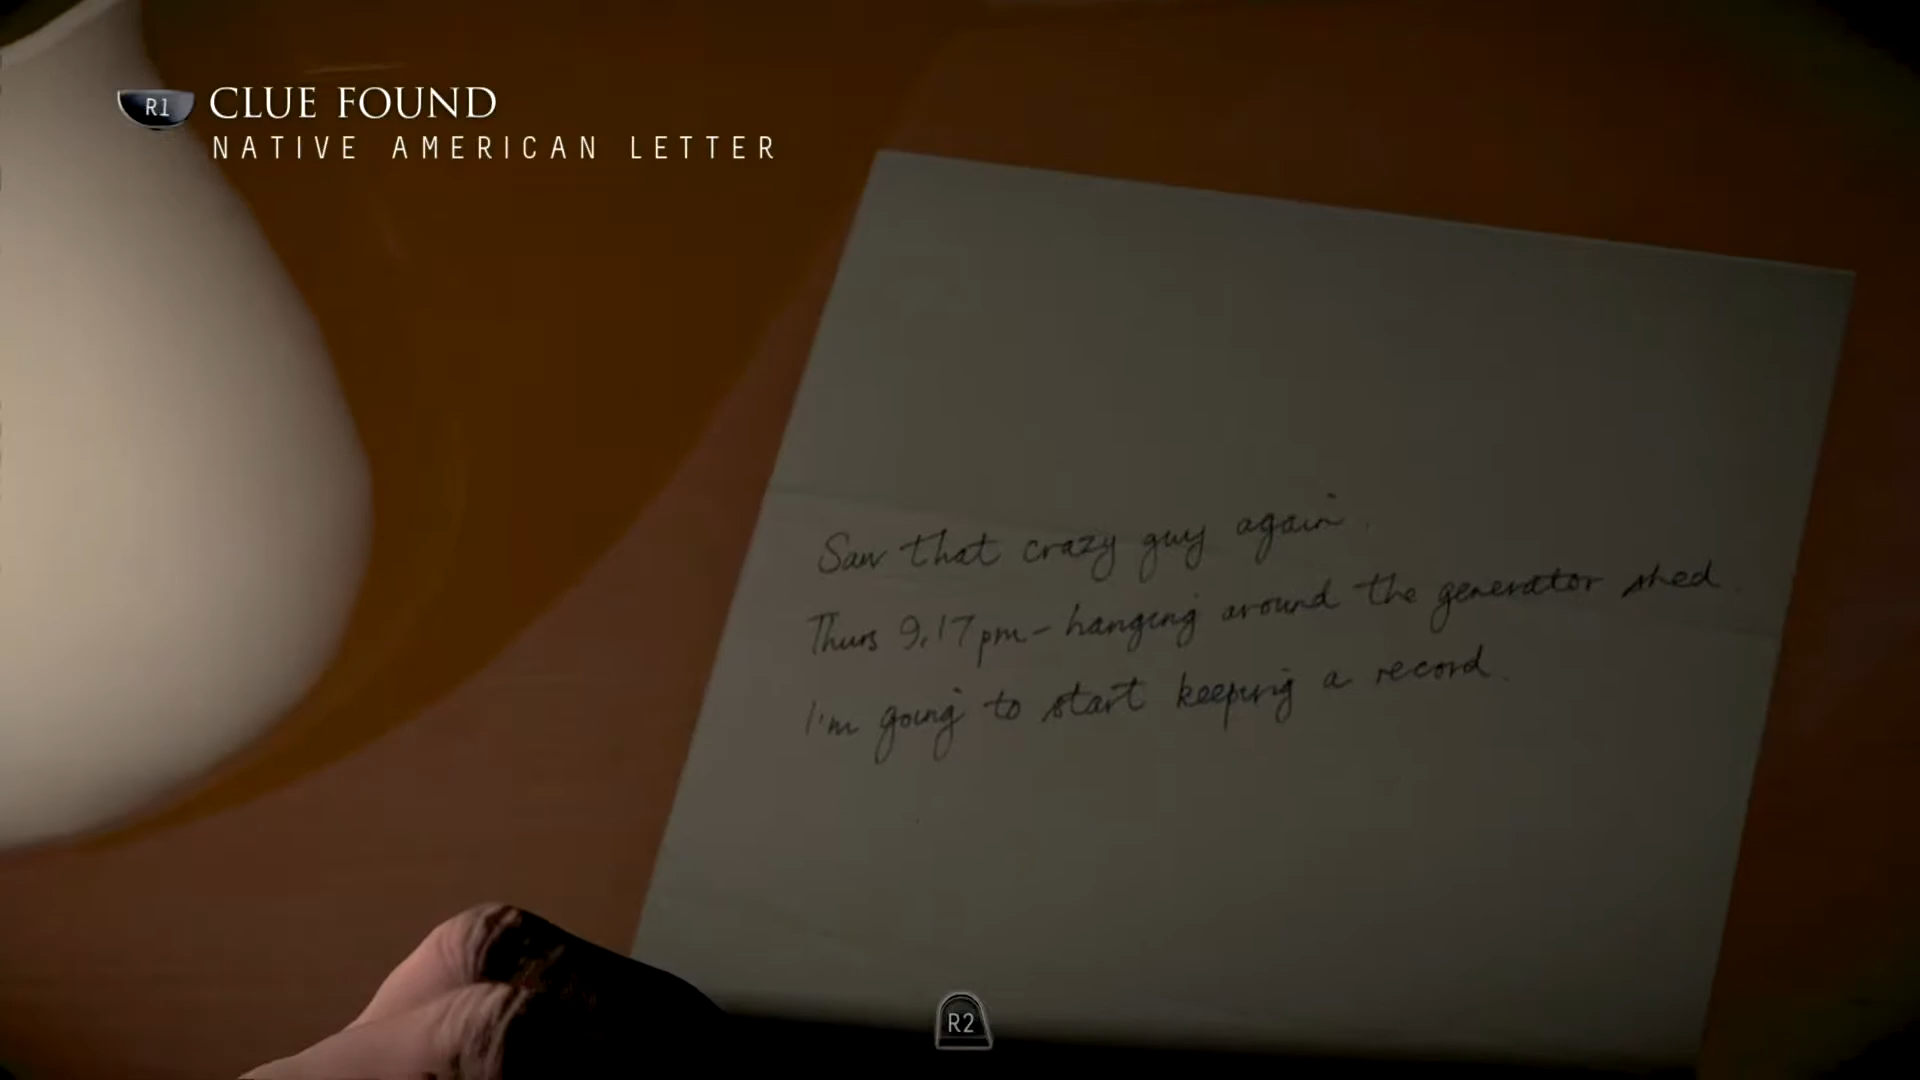 R1
CLUE FOUND
NATIVE AMERICAN LETTER
Saw that crazy guy again.
Thurs 9.17pm - hanging around the generator shed.
I'm going to start keeping a record.
R2